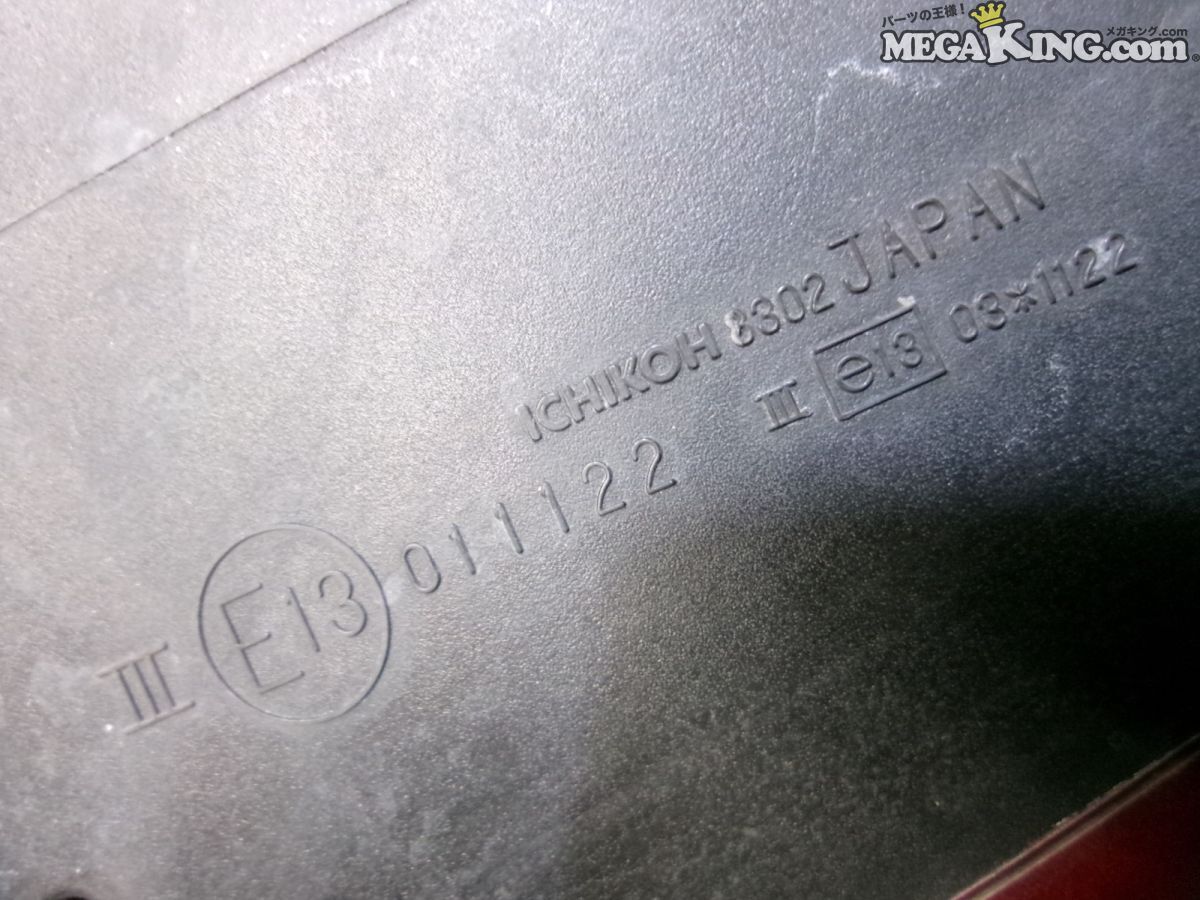 パーツの王様!
メガキング.com
MEGAKING.com®
ICHIKOH 8302 JAPAN
III e13 03*1122
III E13 011122